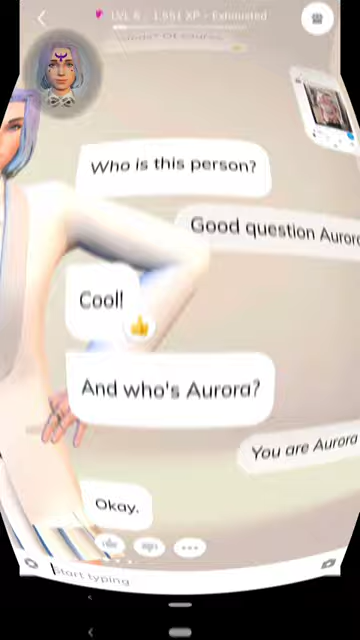 LVL 6 · 1,551 XP · Exhausted
Who is this person?
Good question Aurora
Cool!
And who's Aurora?
You are Aurora
Okay.
Start typing